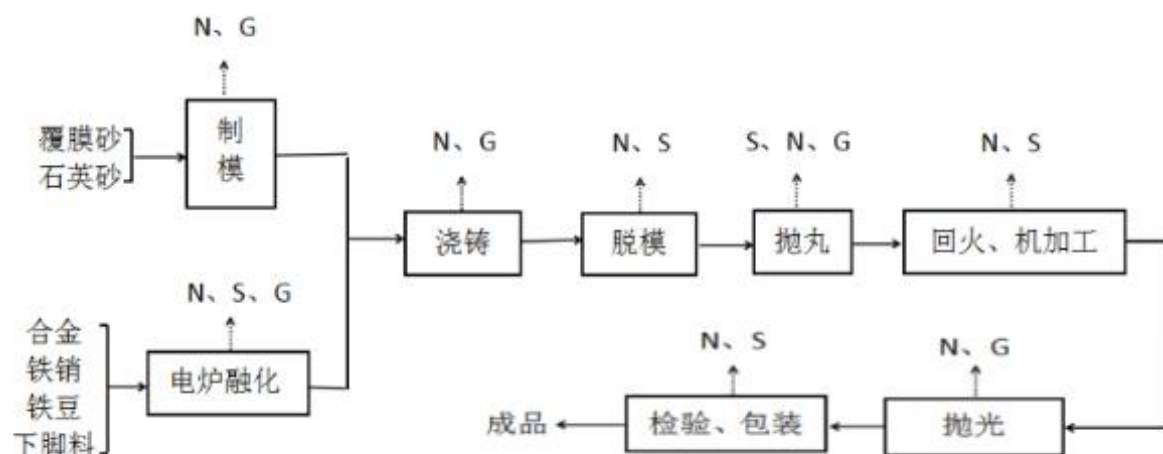 N、G
制
模
覆膜砂
石英砂
N、G
N、S
S、N、G
N、S
浇铸
脱模
抛丸
回火、机加工
N、S、G
合金
铁销
铁豆
下脚料
电炉融化
N、S
N、G
成品
检验、包装
抛光